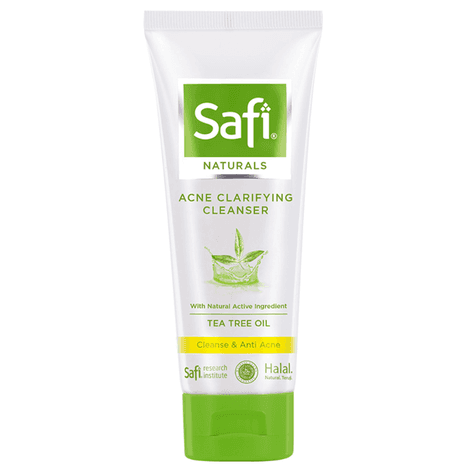 Safi®
NATURALS
ACNE CLARIFYING
CLEANSER
With Natural Active Ingredient
TEA TREE OIL
Cleanse & Anti Acne
Safi research
institute
Halal.
Natural.